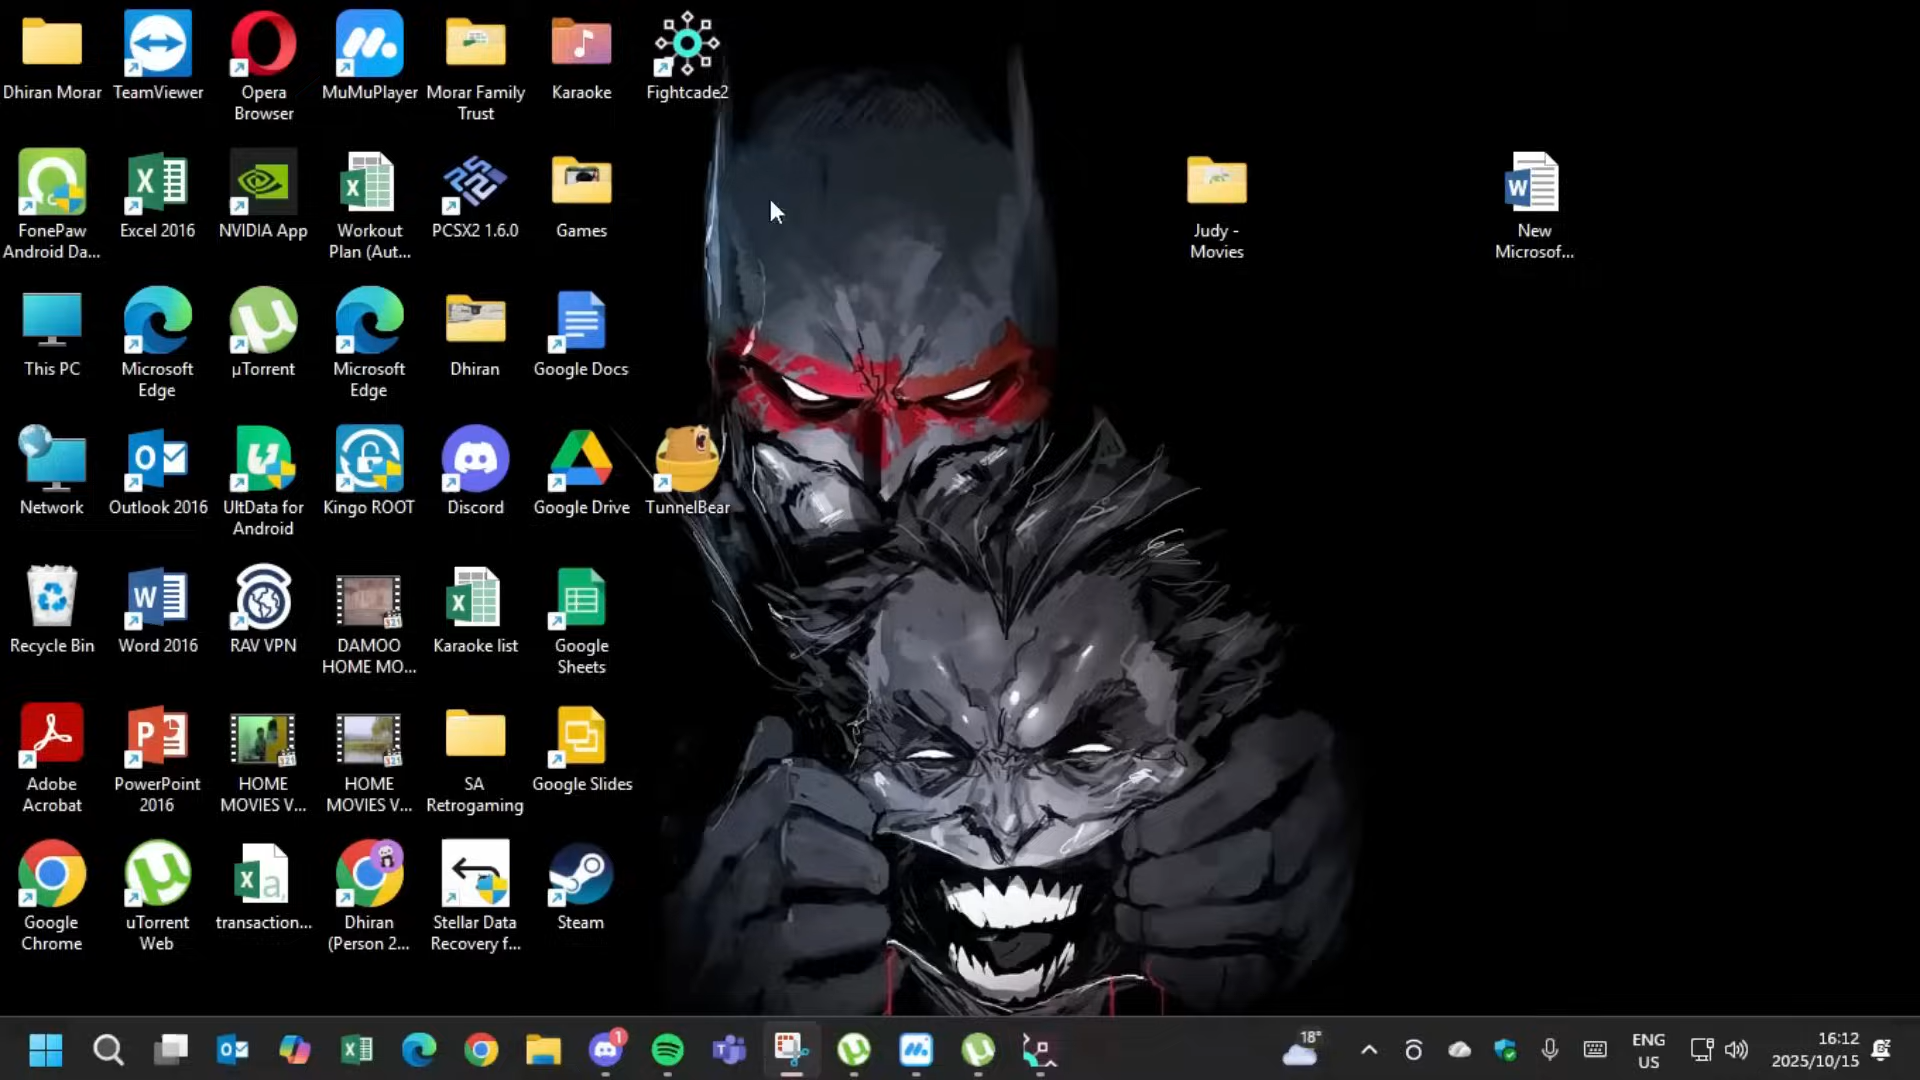 Dhiran Morar
TeamViewer
Opera
Browser
MuMuPlayer
Morar Family
Trust
Karaoke
Fightcade2
FonePaw
Android Da...
Excel 2016
NVIDIA App
Workout
Plan (Aut...
PCSX2 1.6.0
Games
Judy -
Movies
New
Microsof...
This PC
Microsoft
Edge
µTorrent
Microsoft
Edge
Dhiran
Google Docs
Network
Outlook 2016
UltData for
Android
Kingo ROOT
Discord
Google Drive
TunnelBear
Recycle Bin
Word 2016
RAV VPN
DAMOO
HOME MO...
Karaoke list
Google
Sheets
Adobe
Acrobat
PowerPoint
2016
HOME
MOVIES V...
HOME
MOVIES V...
SA
Retrogaming
Google Slides
Google
Chrome
uTorrent
Web
transaction...
Dhiran
(Person 2...
Stellar Data
Recovery f...
Steam
1
18°
ENG
US
16:12
2025/10/15